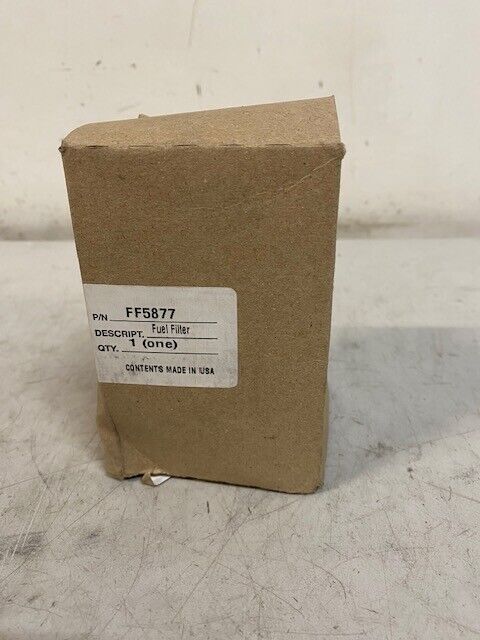 P/N FF5877
DESCRIPT. Fuel Filter
QTY. 1 (one)
CONTENTS MADE IN USA